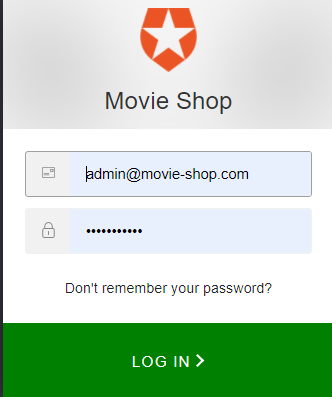 Movie Shop
admin@movie-shop.com
•••••••••••
Don't remember your password?
LOG IN